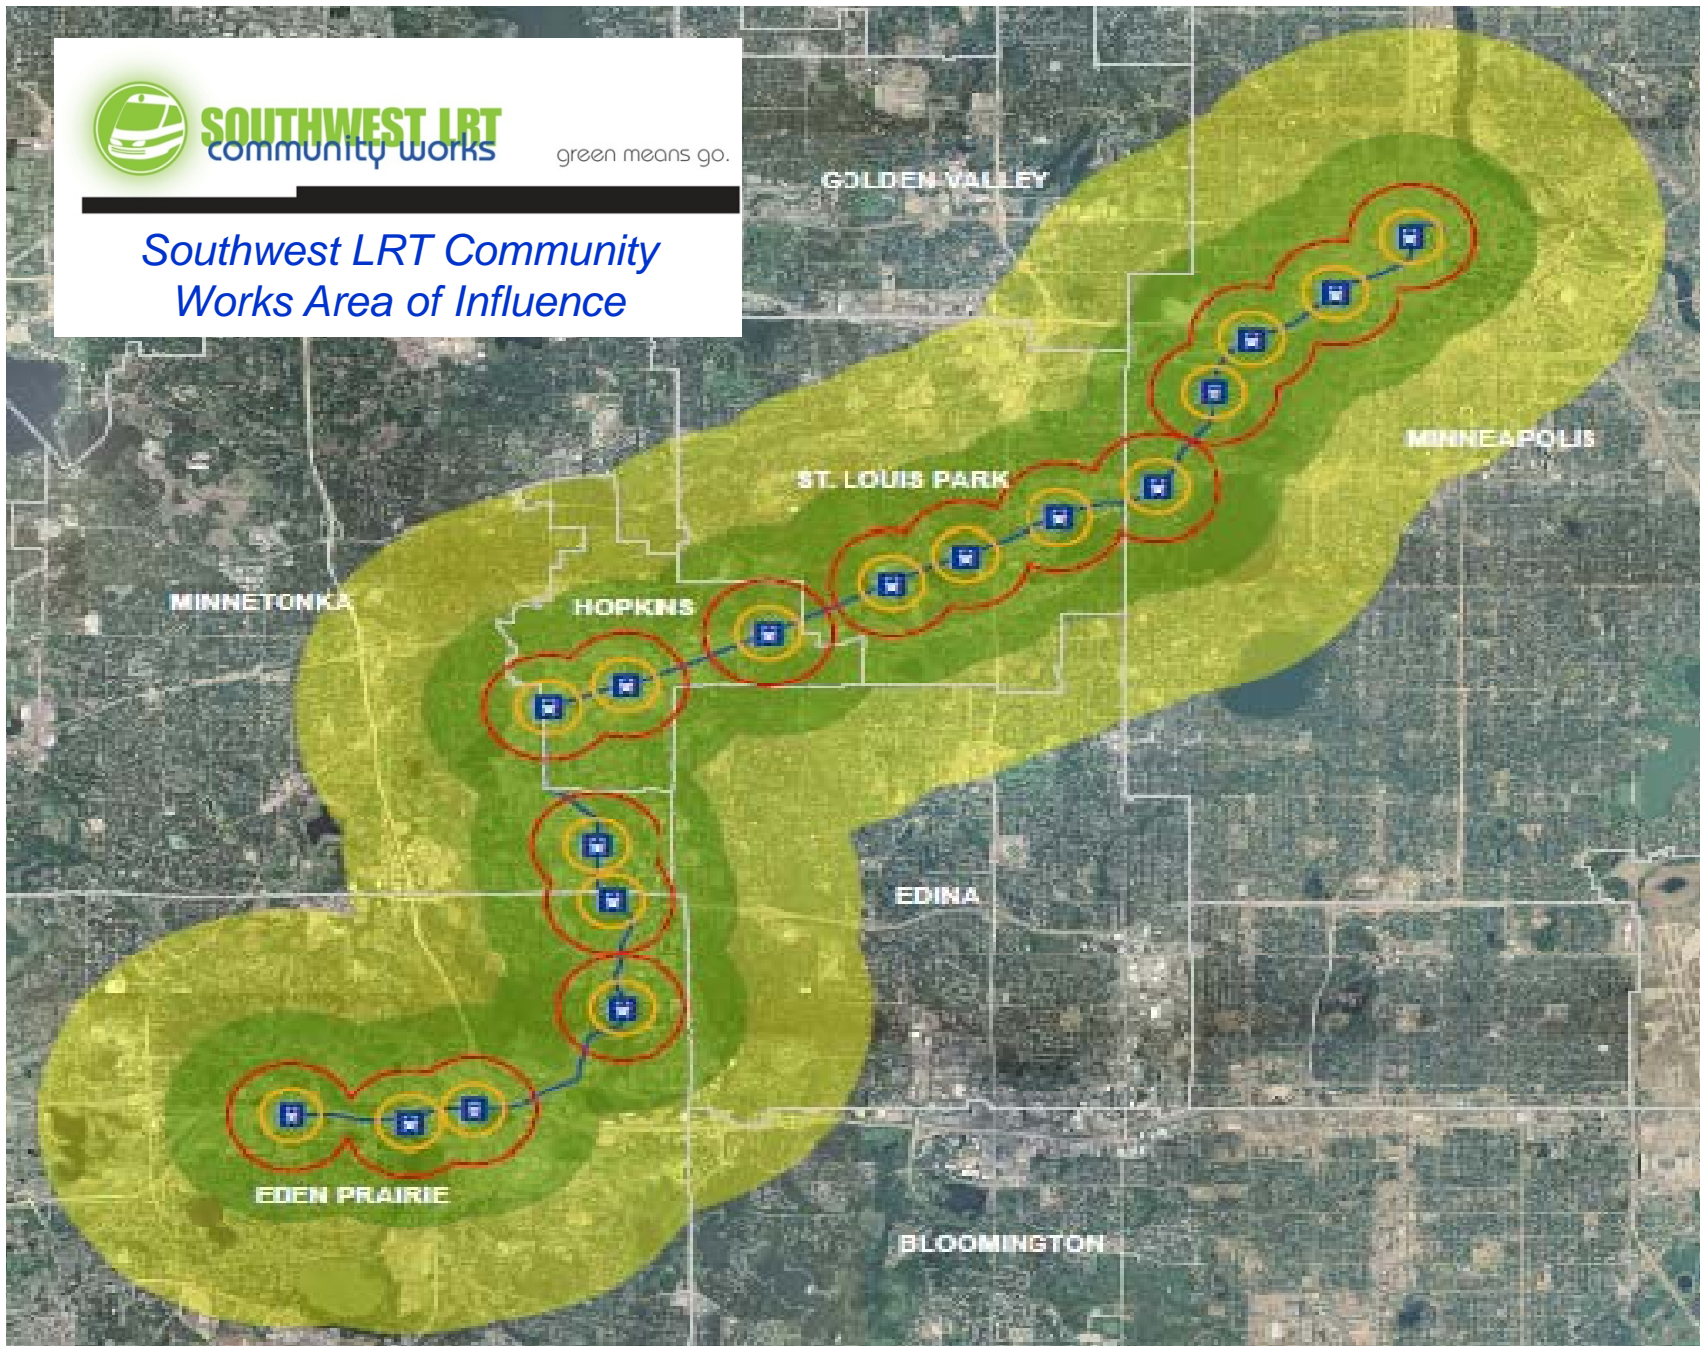 SOUTHWEST LRT
community works
green means go.
Southwest LRT Community
Works Area of Influence
GOLDEN VALLEY
MINNEAPOLIS
ST. LOUIS PARK
MINNETONKA
HOPKINS
EDINA
EDEN PRAIRIE
BLOOMINGTON